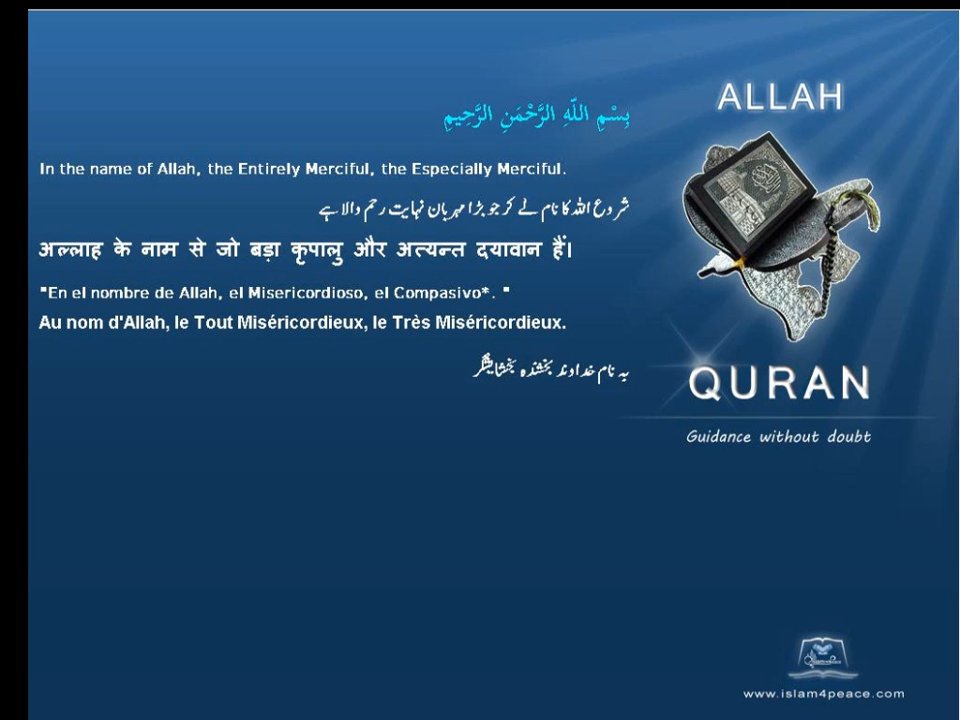 بِسْمِ اللَّهِ الرَّحْمَنِ الرَّحِيمِ
In the name of Allah, the Entirely Merciful, the Especially Merciful.
شروع الله کا نام لے کر جو بڑا مہربان نہایت رحم والا ہے
अल्लाह के नाम से जो बड़ा कृपालु और अत्यन्त दयावान हैं।
"En el nombre de Allah, el Misericordioso, el Compasivo*. "
Au nom d'Allah, le Tout Miséricordieux, le Très Miséricordieux.
به نام خداوند بخشنده بخشایشگر
ALLAH
QURAN
Guidance without doubt
www.islam4peace.com